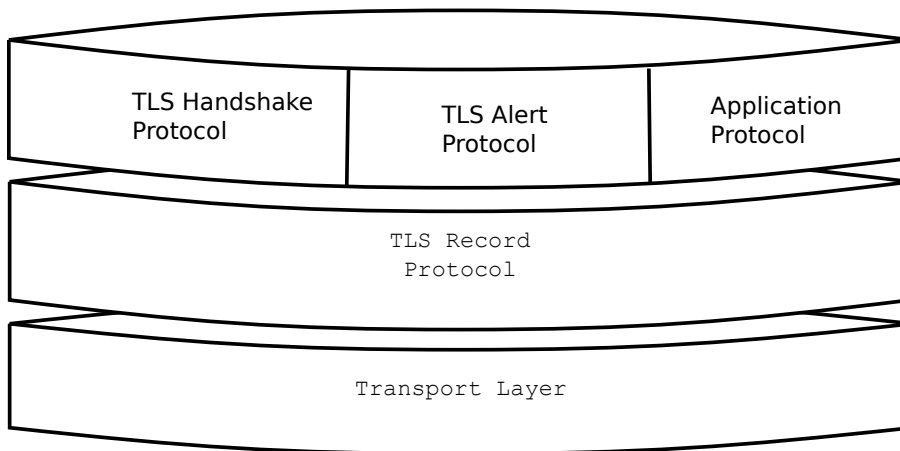 TLS Handshake
Protocol
TLS Alert
Protocol
Application
Protocol
TLS Record
Protocol
Transport Layer